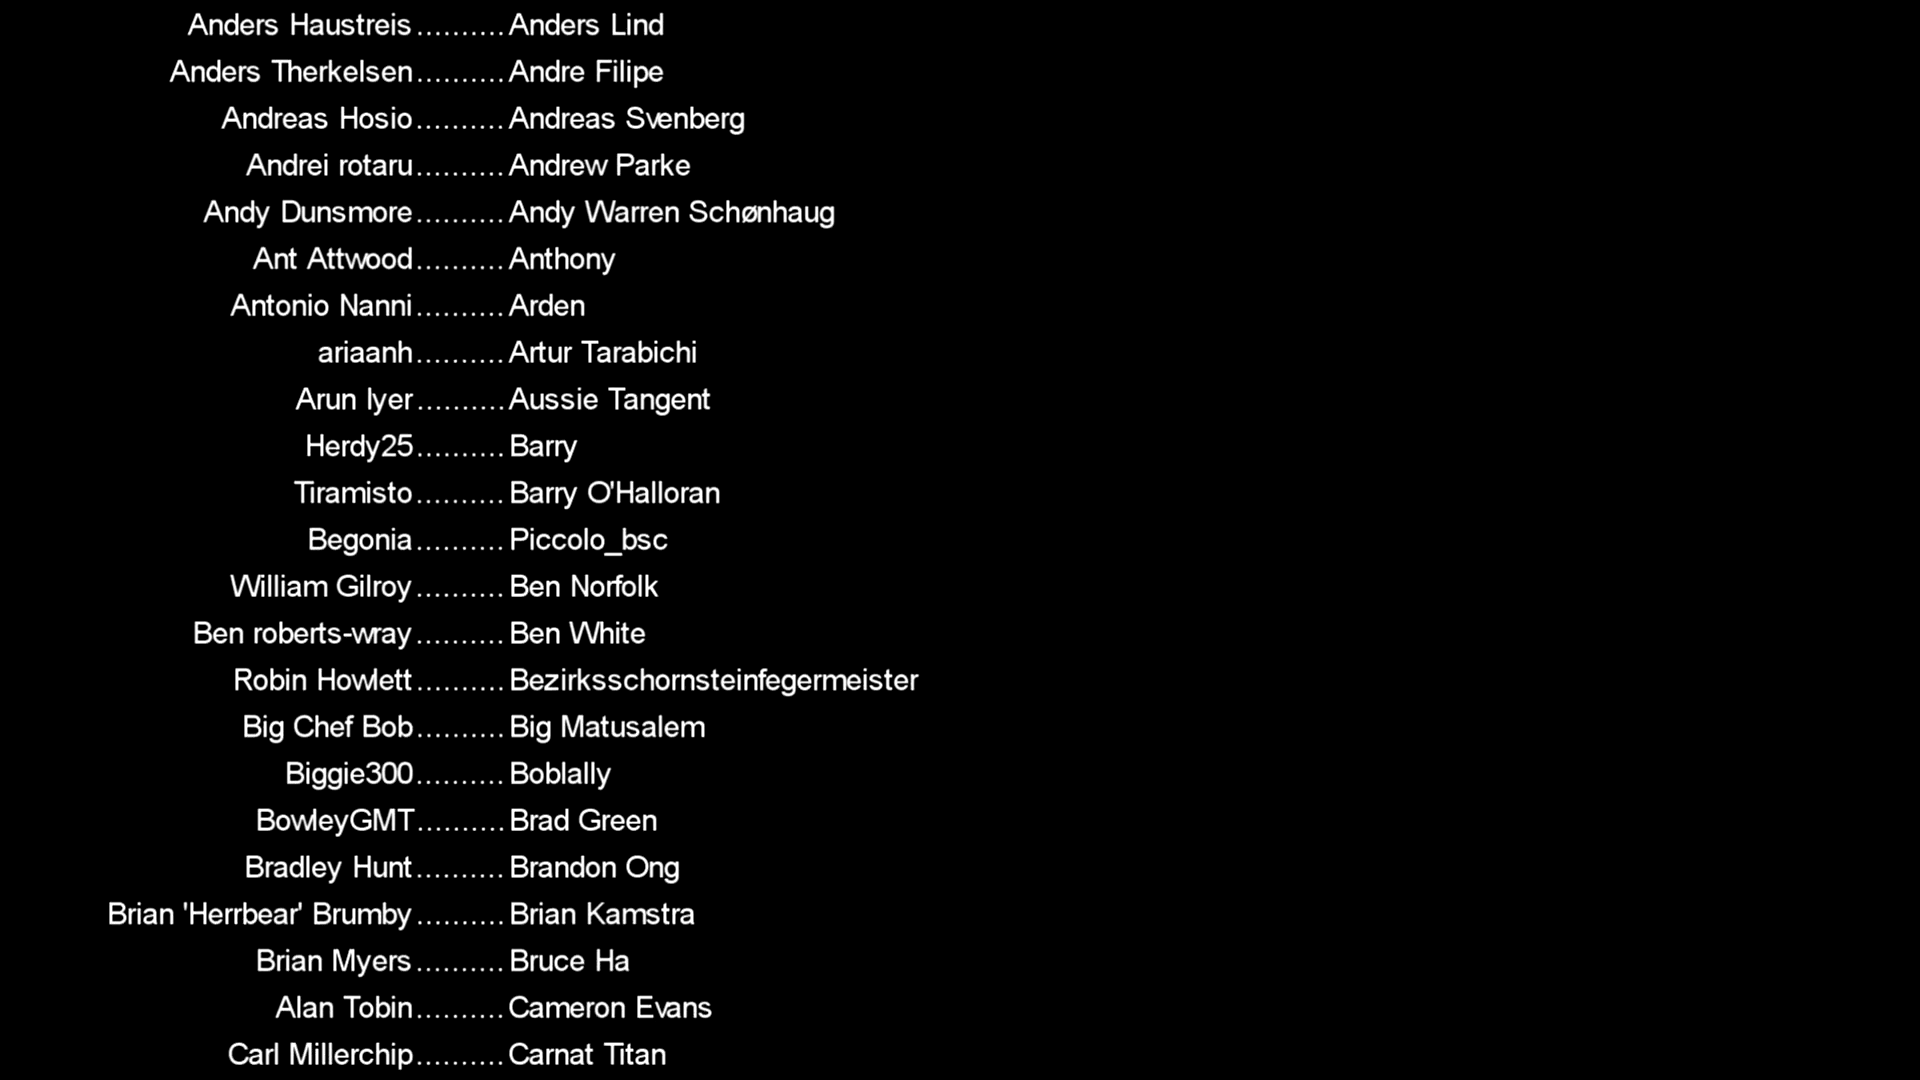 Anders Haustreis..........Anders Lind
Anders Therkelsen..........Andre Filipe
Andreas Hosio..........Andreas Svenberg
Andrei rotaru..........Andrew Parke
Andy Dunsmore..........Andy Warren Schønhaug
Ant Attwood..........Anthony
Antonio Nanni..........Arden
ariaanh..........Artur Tarabichi
Arun Iyer..........Aussie Tangent
Herdy25..........Barry
Tiramisto..........Barry O'Halloran
Begonia..........Piccolo_bsc
William Gilroy..........Ben Norfolk
Ben roberts-wray..........Ben White
Robin Howlett..........Bezirksschornsteinfegermeister
Big Chef Bob..........Big Matusalem
Biggie300..........Boblally
BowleyGMT..........Brad Green
Bradley Hunt..........Brandon Ong
Brian 'Herrbear' Brumby..........Brian Kamstra
Brian Myers..........Bruce Ha
Alan Tobin..........Cameron Evans
Carl Millerchip..........Carnat Titan